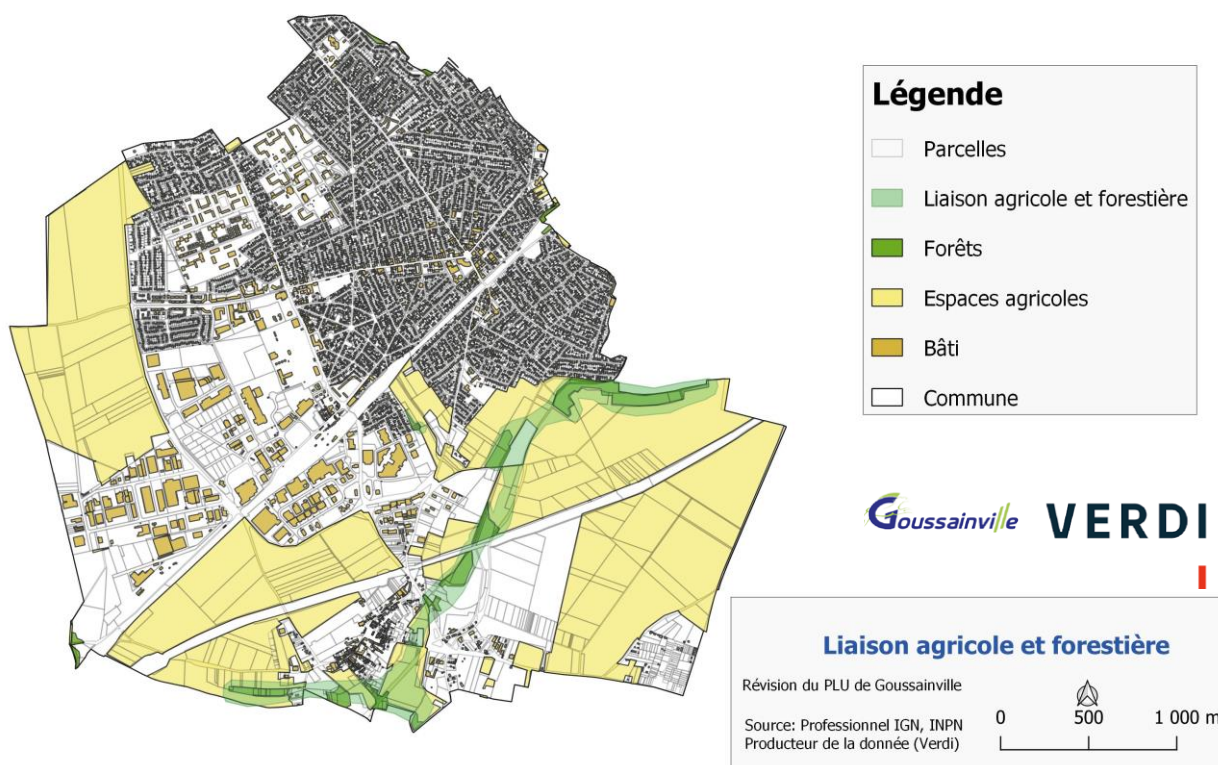 Légende
Parcelles
Liaison agricole et forestière
Forêts
Espaces agricoles
Bâti
Commune
Goussainville VERDI
Liaison agricole et forestière
Révision du PLU de Goussainville
Source: Professionnel IGN, INPN
Producteur de la donnée (Verdi)
0 500 1 000 m